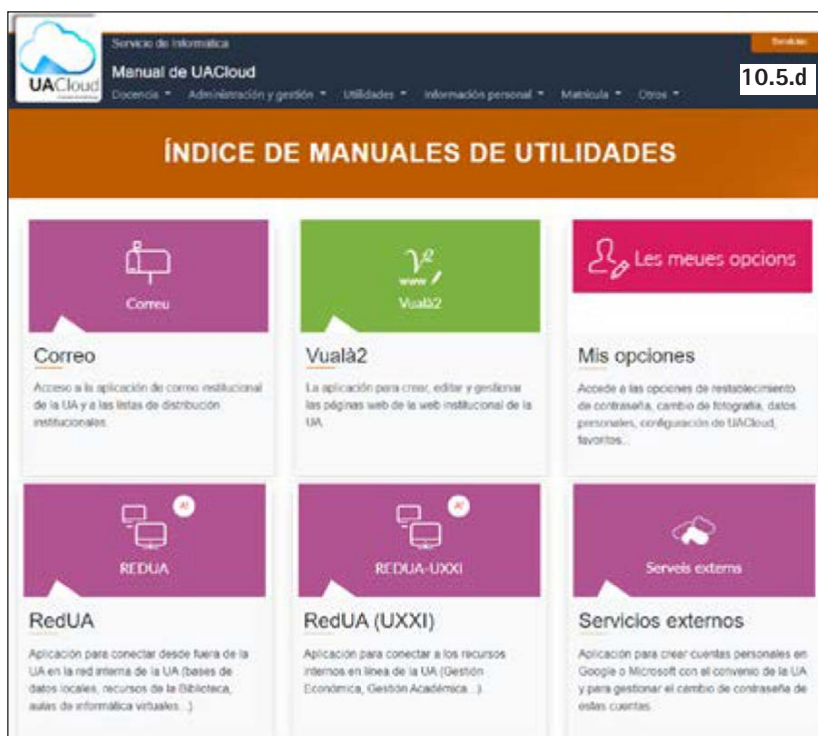 Servicio de Informática
Servicios
UACloud
Manual de UACloud
10.5.d
Docencia
Administración y gestión
Utilidades
Información personal
Matrícula
Otros
ÍNDICE DE MANUALES DE UTILIDADES
Correu
Correo
Acceso a la aplicación de correo institucional
de la UA y a las listas de distribución
institucionales.
V2
www
Vualà2
Vualà2
La aplicación para crear, editar y gestionar
las páginas web de la web institucional de la
UA.
Les meues opcions
Mis opciones
Accede a las opciones de restablecimiento
de contraseña, cambio de fotografía, datos
personales, configuración de UACloud,
favoritos...
REDUA
RedUA
Aplicación para conectar desde fuera de la
UA en la red interna de la UA (bases de
datos locales, recursos de la Biblioteca,
aulas de informática virtuales...)
REDUA-UXXI
RedUA (UXXI)
Aplicación para conectar a los recursos
internos en línea de la UA (Gestión
Económica, Gestión Académica...)
Serveis externs
Servicios externos
Aplicación para crear cuentas personales en
Google o Microsoft con el convenio de la UA
y para gestionar el cambio de contraseña de
estas cuentas.